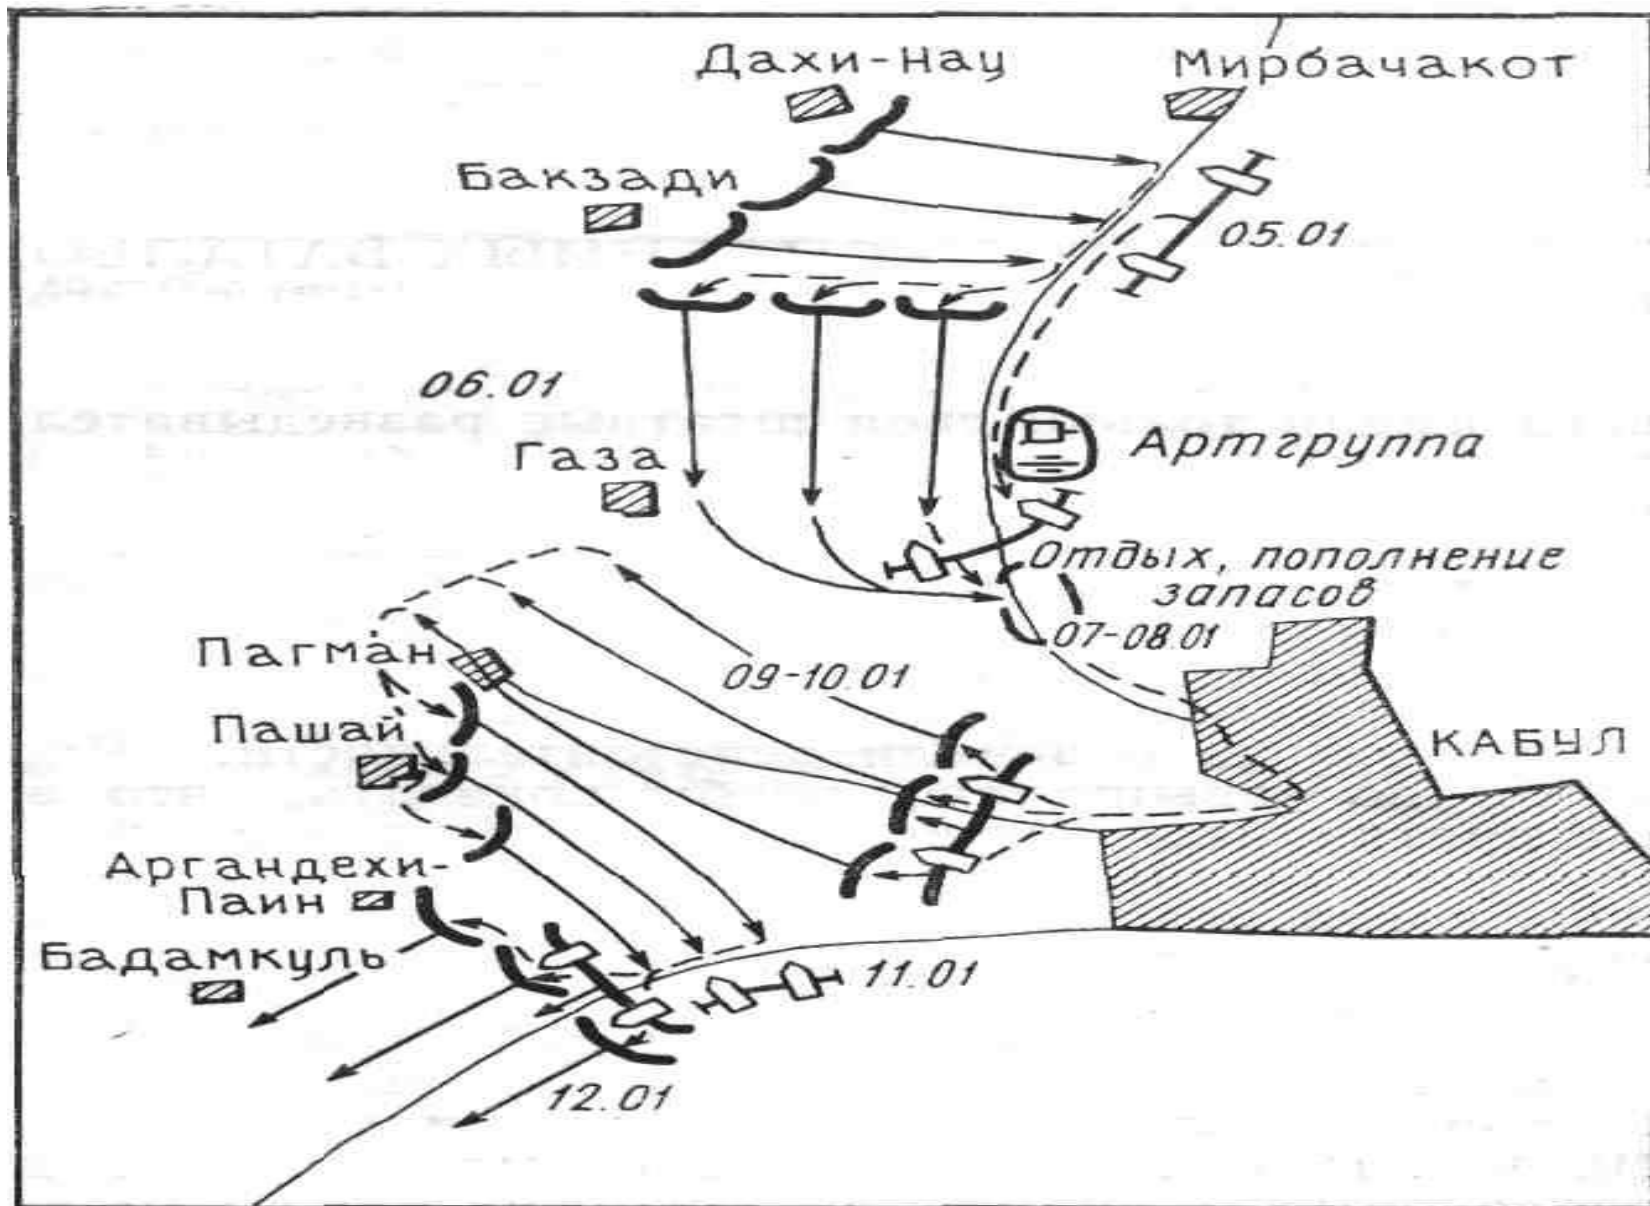 Дахи-Нау
Мирбачакот
Бакзади
05.01
06.01
Газа
Артгруппа
Отдых, пополнение
запасов
07-08.01
Пагман
09-10.01
Пашай
КАБУЛ
Аргандехи-
Паин
Бадамкуль
11.01
12.01